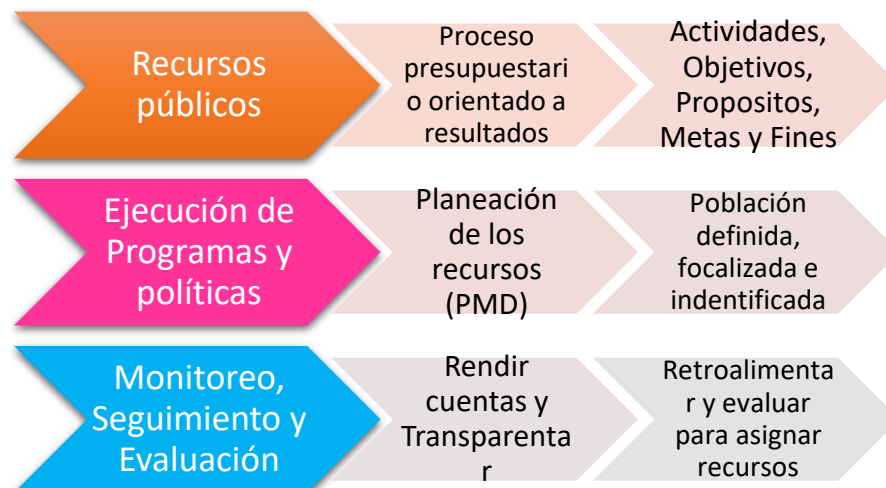 Recursos
públicos
Proceso
presupuestari
o orientado a
resultados
Actividades,
Objetivos,
Propositos,
Metas y Fines
Ejecución de
Programas y
políticas
Planeación
de los
recursos
(PMD)
Población
definida,
focalizada e
indentificada
Monitoreo,
Seguimiento y
Evaluación
Rendir
cuentas y
Transparenta
r
Retroalimenta
r y evaluar
para asignar
recursos